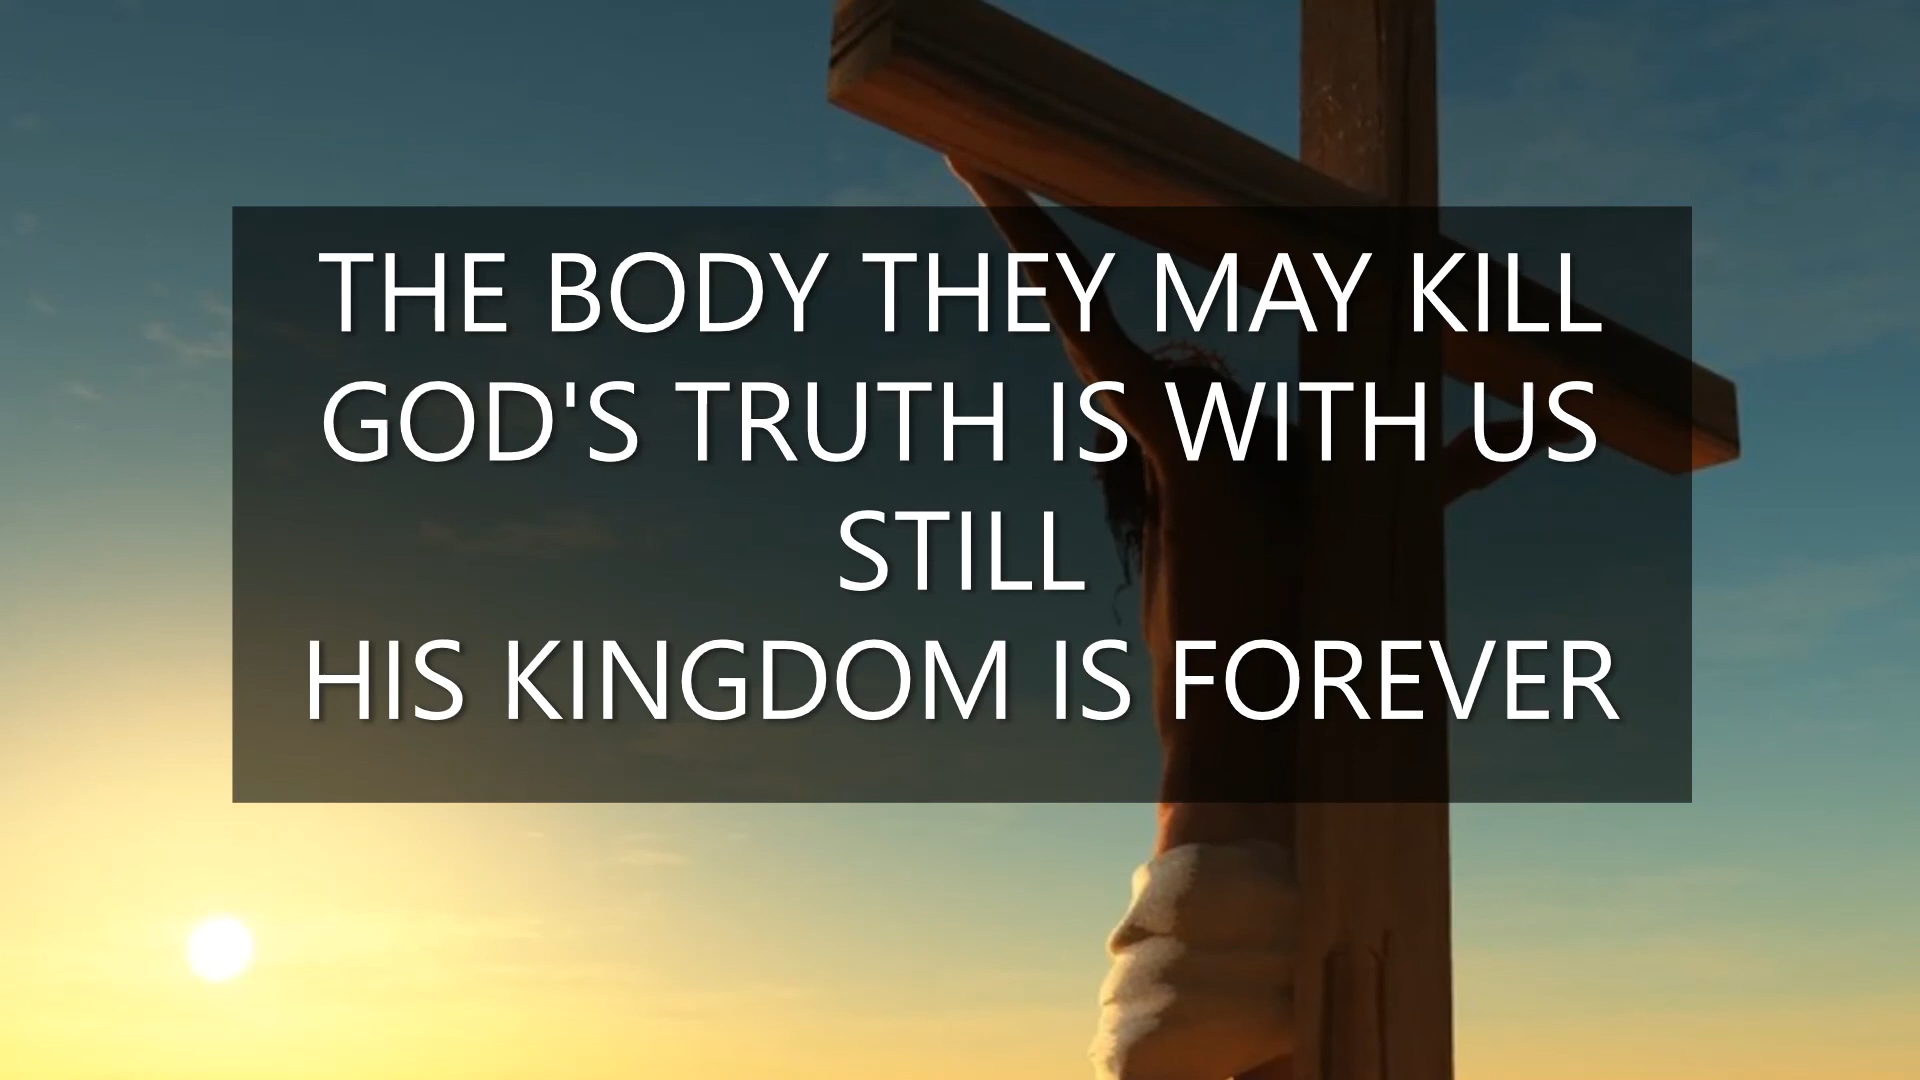 THE BODY THEY MAY KILL
GOD'S TRUTH IS WITH US
STILL
HIS KINGDOM IS FOREVER